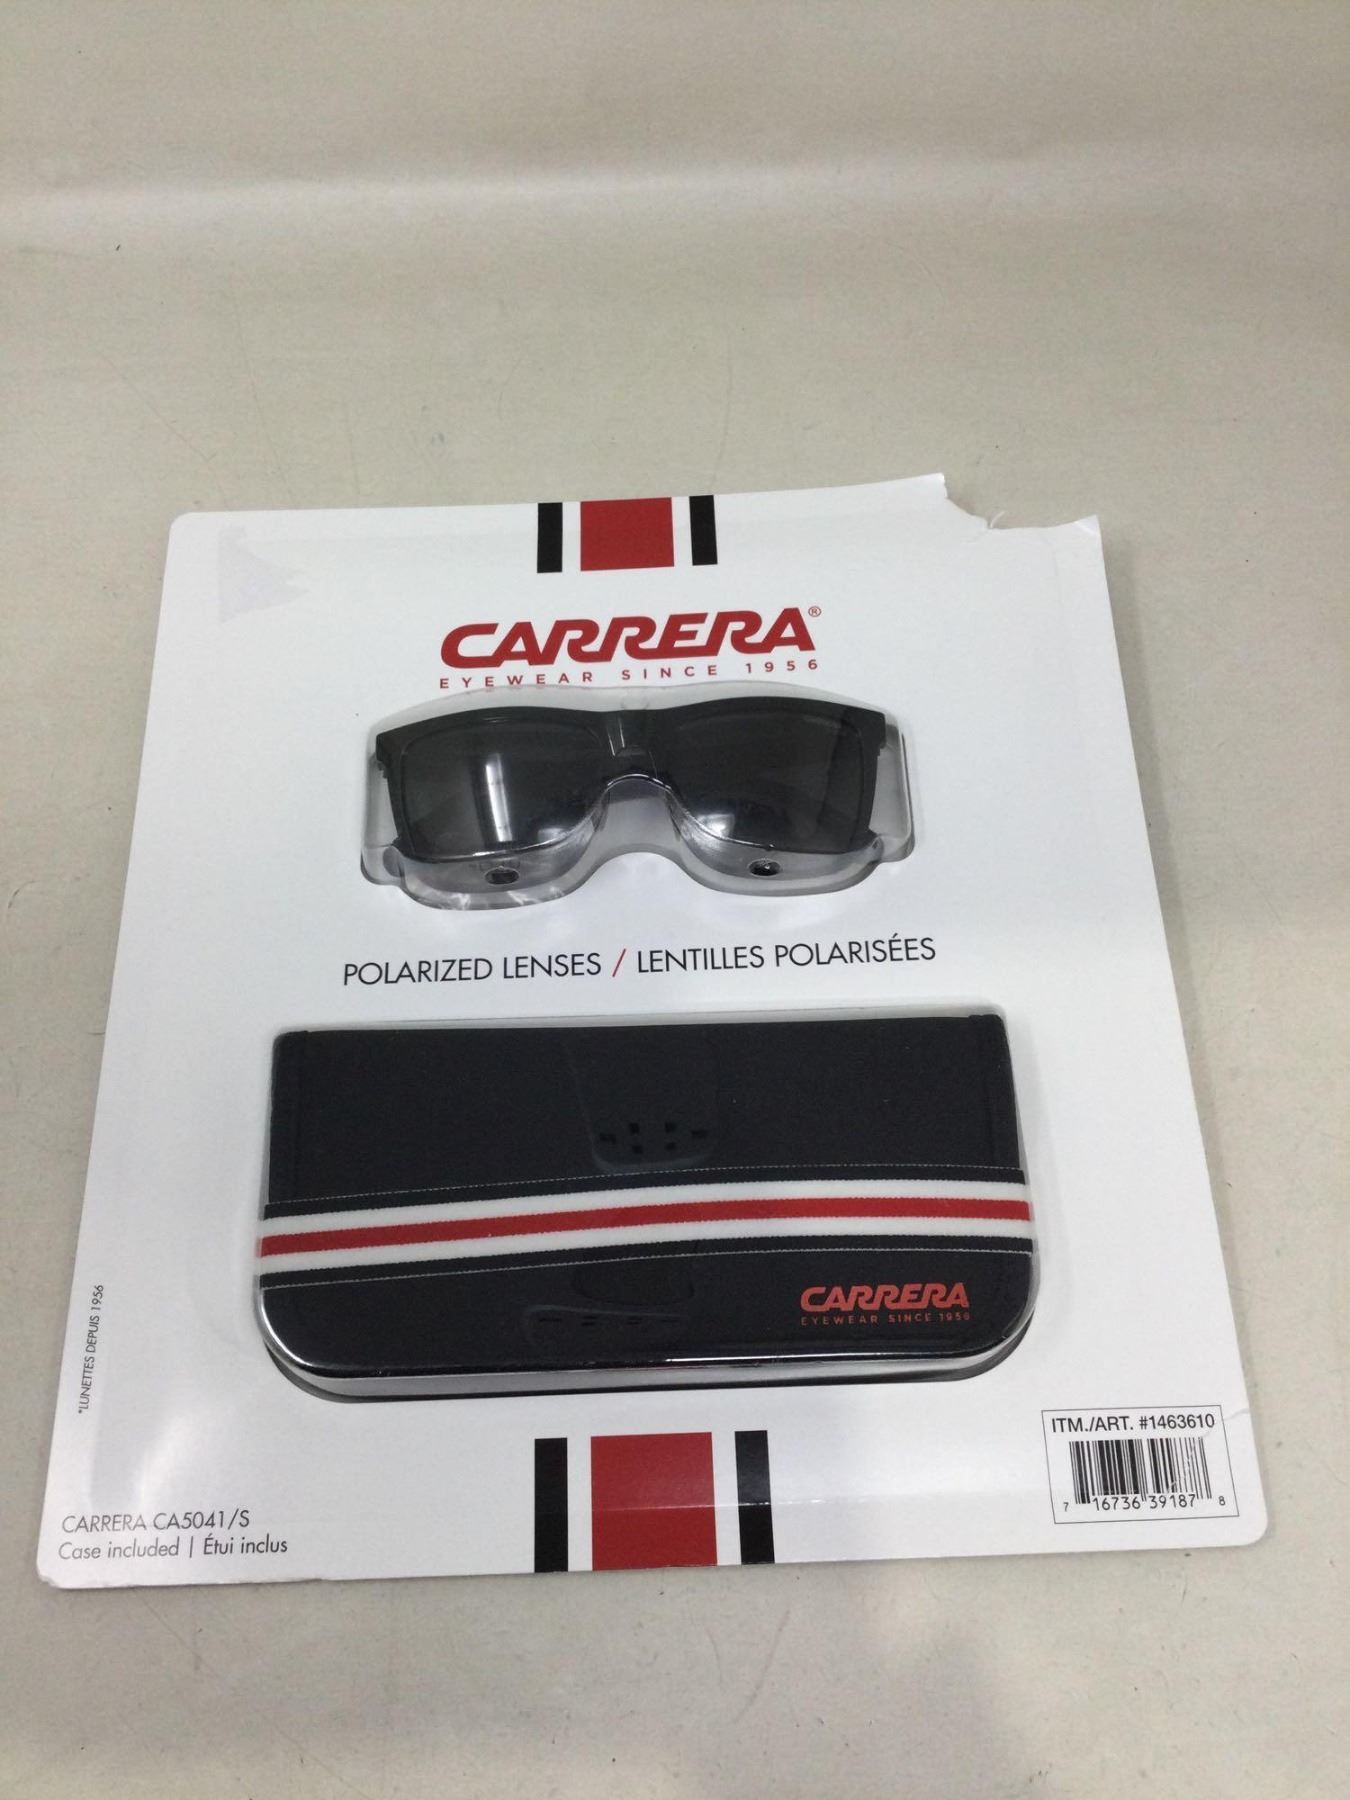 CARRERA®
EYEWEAR SINCE 1956
POLARIZED LENSES / LENTILLES POLARISÉES
CARRERA
EYEWEAR SINCE 1956
*LUNETTES DEPUIS 1956
ITM./ART. #1463610
7 16736 39187 8
CARRERA CA5041/S
Case included | Étui inclus